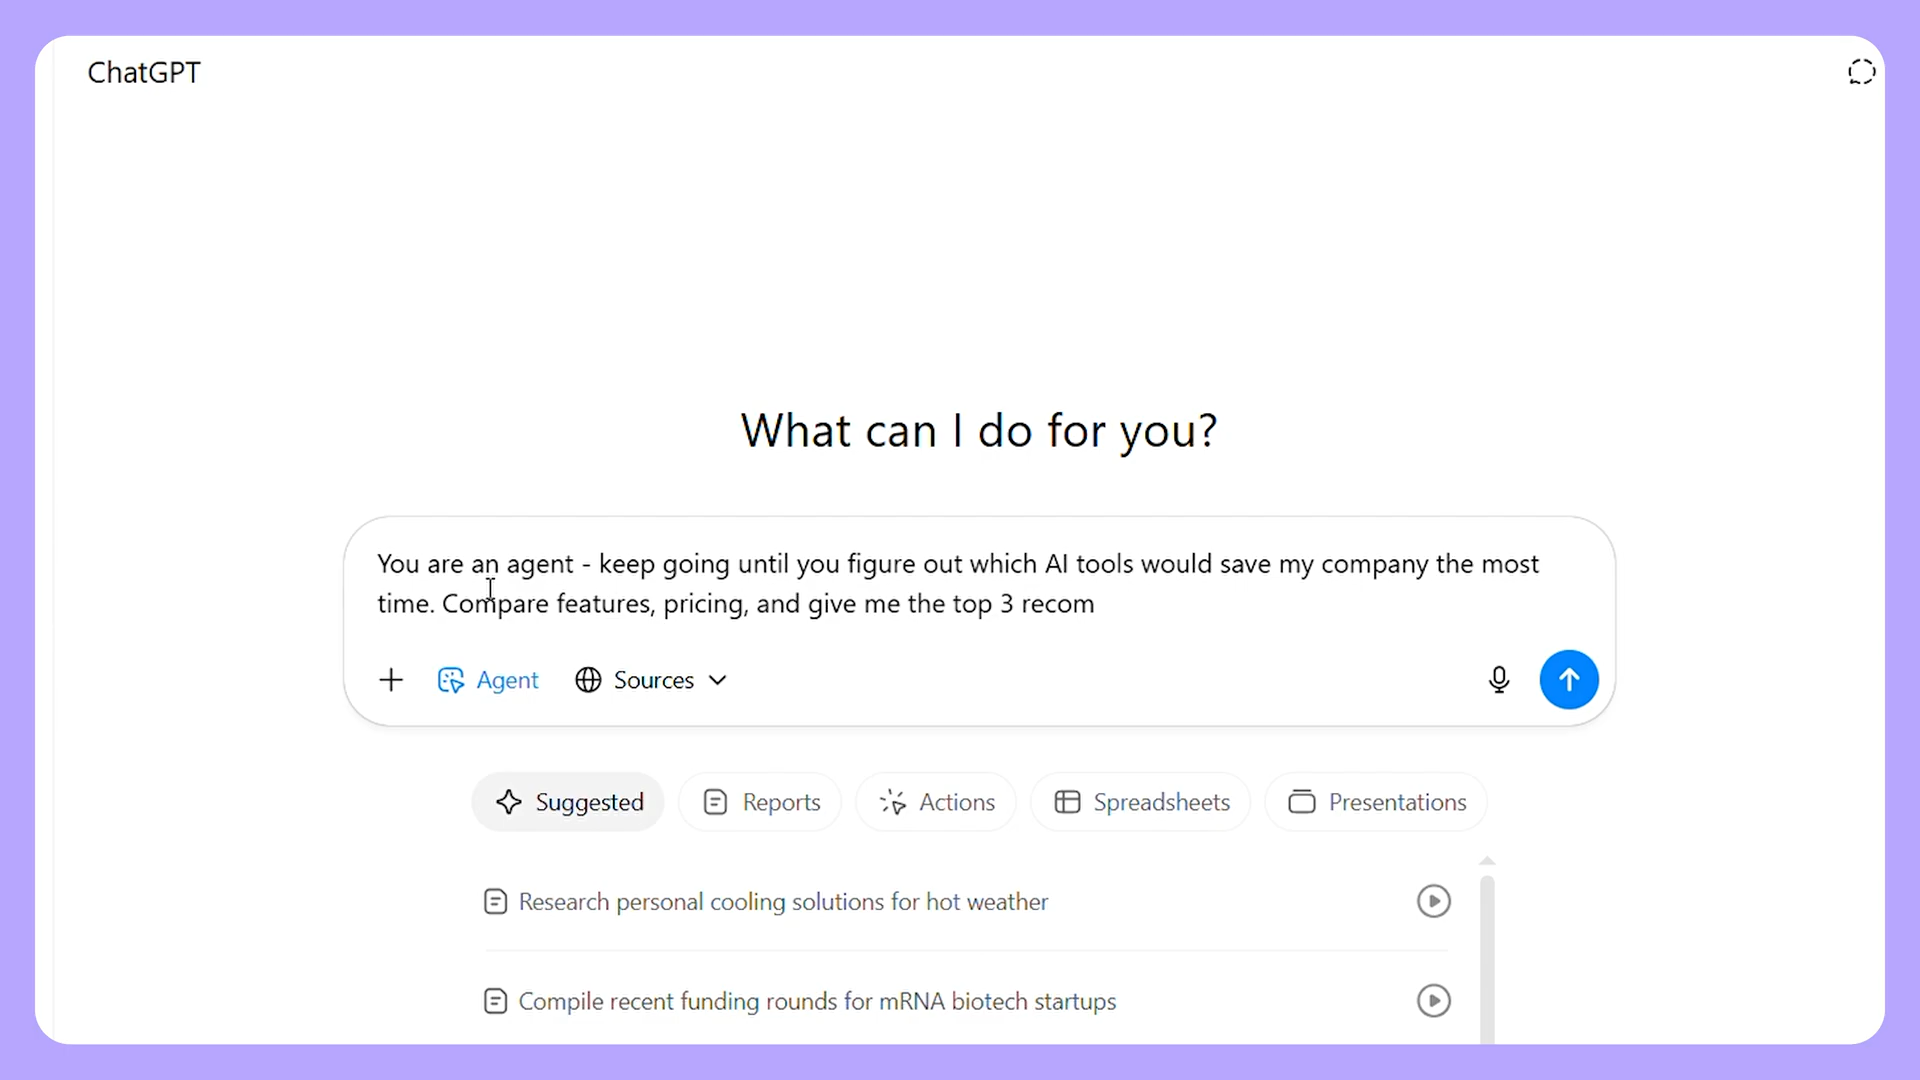 ChatGPT
What can I do for you?
You are an agent - keep going until you figure out which AI tools would save my company the most
time. Compare features, pricing, and give me the top 3 recom
Agent
Sources
Suggested
Reports
Actions
Spreadsheets
Presentations
Research personal cooling solutions for hot weather
Compile recent funding rounds for mRNA biotech startups